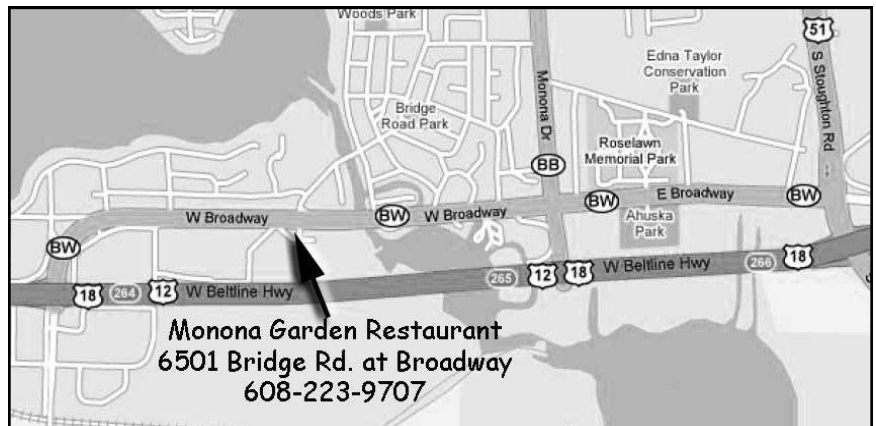 Woods Park
51
Edna Taylor
Conservation
Park
S Stoughton Rd
Monona Dr
Bridge
Road Park
Roselawn
Memorial Park
BB
W Broadway
BW
W Broadway
BW
E Broadway
BW
Ahuska
Park
BW
18
264
12
W Beltline Hwy
265
12
18
W Beltline Hwy
266
18
Monona Garden Restaurant
6501 Bridge Rd. at Broadway
608-223-9707